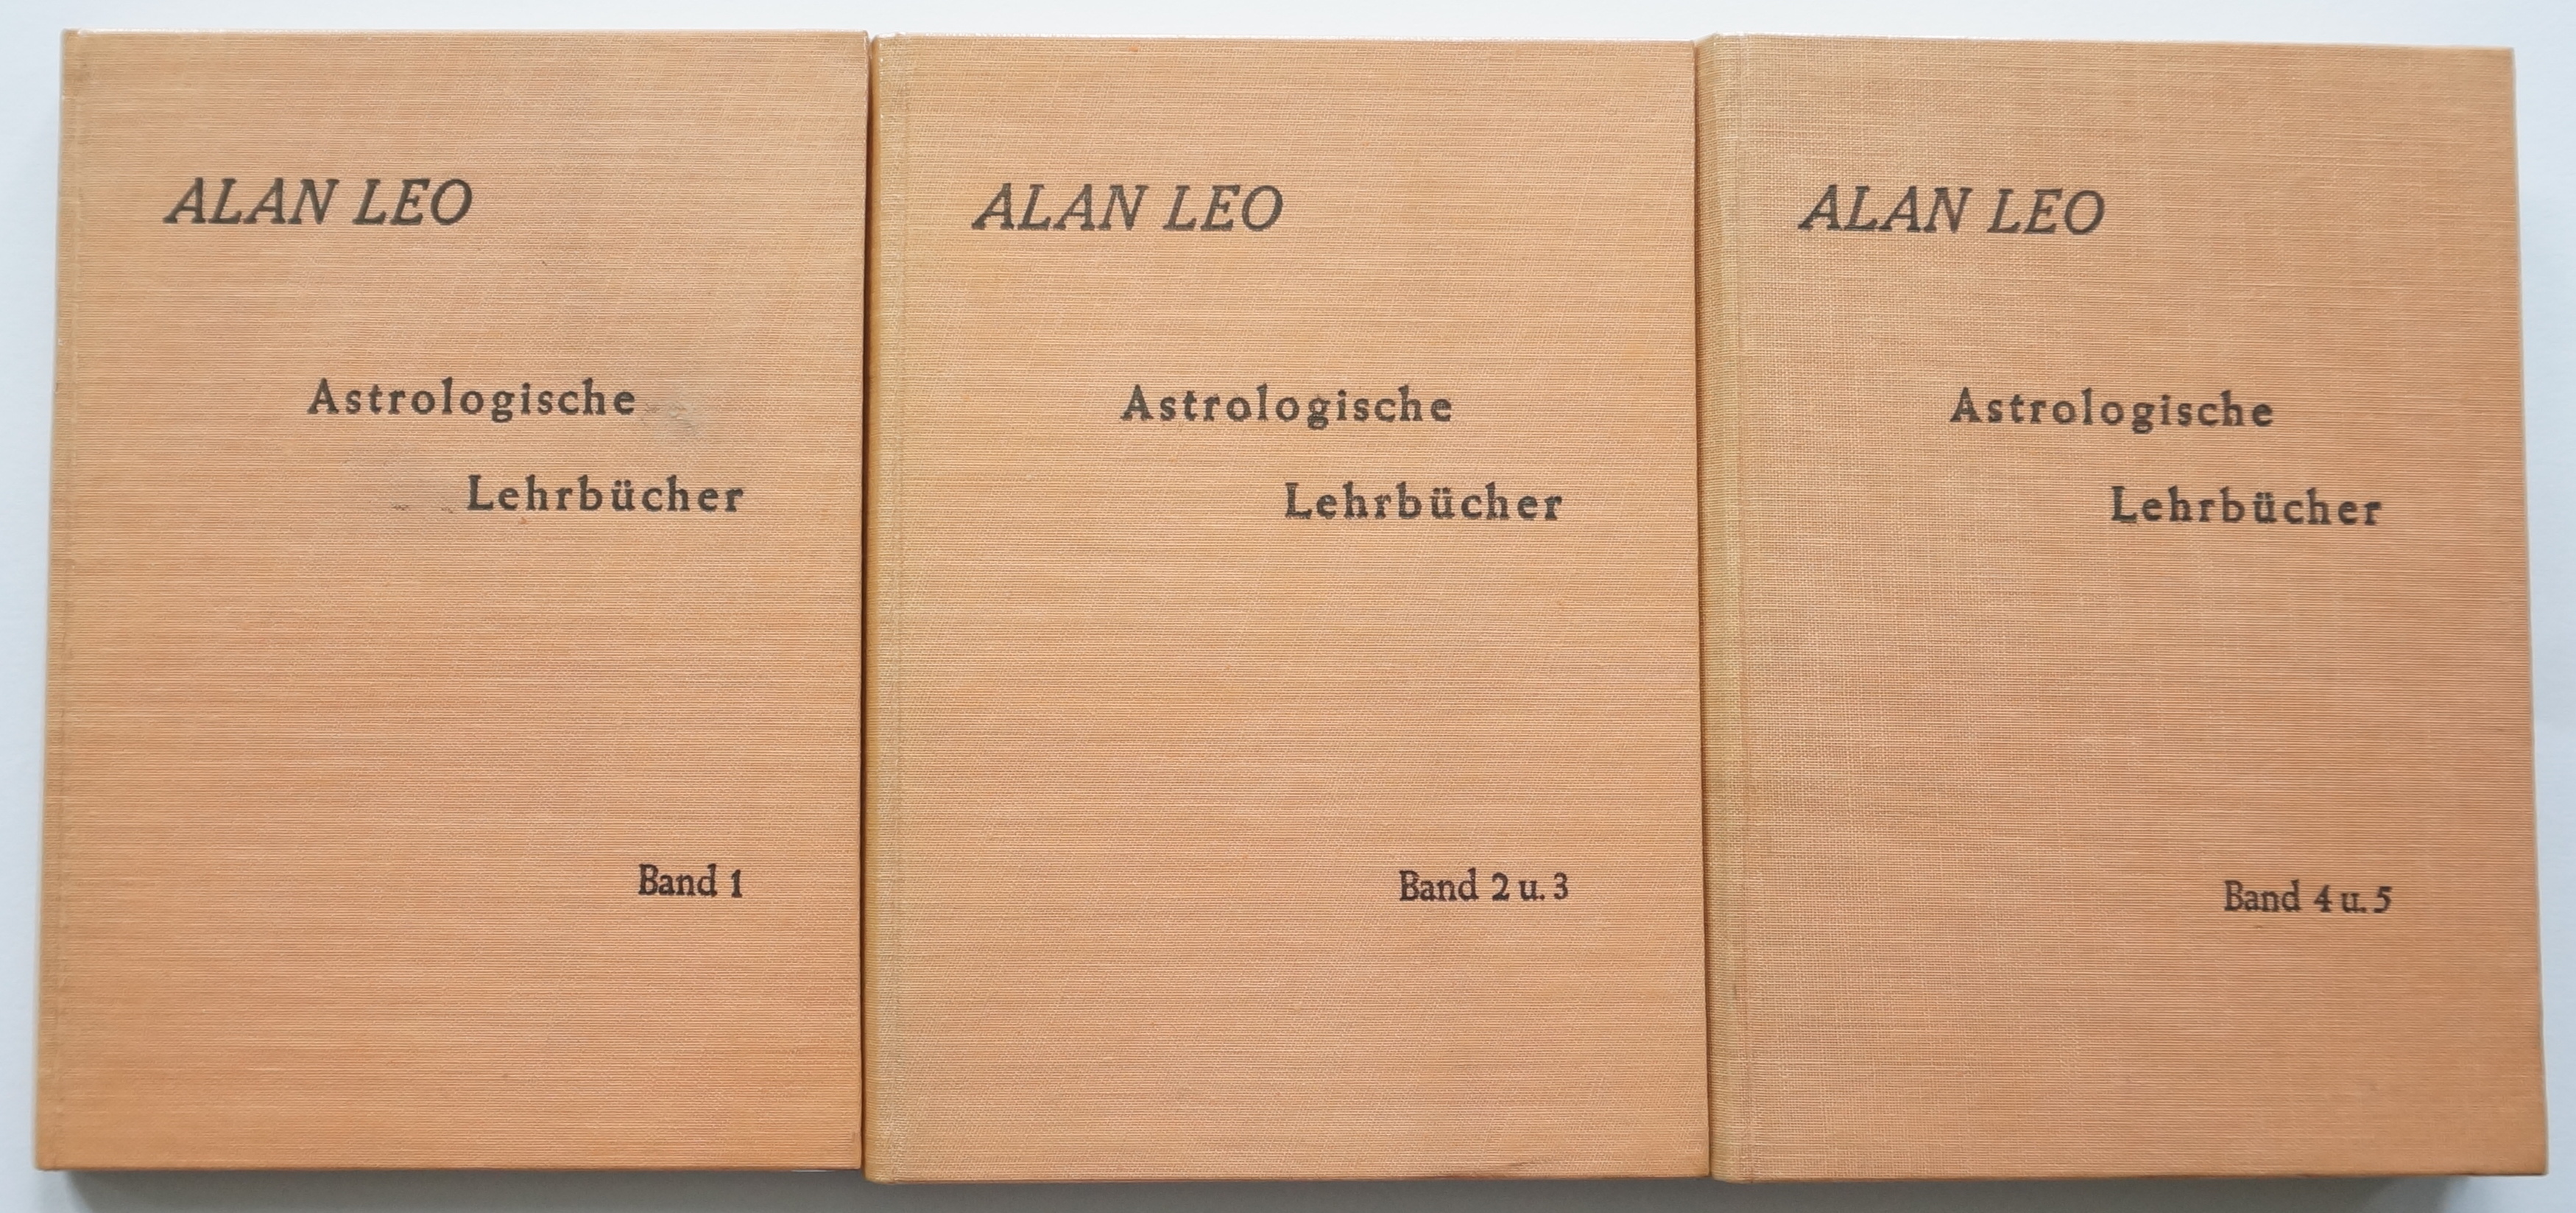 ALAN LEO
Astrologische
Lehrbücher
Band 1
ALAN LEO
Astrologische
Lehrbücher
Band 2 u. 3
ALAN LEO
Astrologische
Lehrbücher
Band 4 u. 5